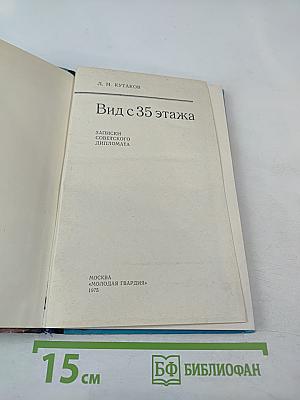 Л. Н. КУТАКОВ
Вид с 35 этажа
ЗАПИСКИ
СОВЕТСКОГО
ДИПЛОМАТА
МОСКВА
«МОЛОДАЯ ГВАРДИЯ»
1975
15 см
БФ БИБЛИОФАН